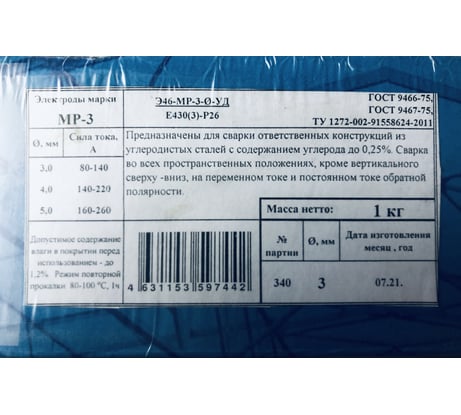 Электроды марки
МР-3
Э46-МР-3-Ø-УД
Е430(3)-Р26
ГОСТ 9466-75,
ГОСТ 9467-75,
ТУ 1272-002-91558624-2011
Ø, мм Сила тока, А
3,0 80-140
4,0 140-220
5,0 160-260
Предназначены для сварки ответственных конструкций из
углеродистых сталей с содержанием углерода до 0,25%. Сварка
во всех пространственных положениях, кроме вертикального
сверху -вниз, на переменном токе и постоянном токе обратной
полярности.
Допустимое содержание
влаги в покрытии перед
использованием - до
1,2% Режим повторной
прокалки 80-100 °С, 1ч
4 631153 597442
Масса нетто: 1 кг
№ партии Ø, мм Дата изготовления месяц , год
340 3 07.21.